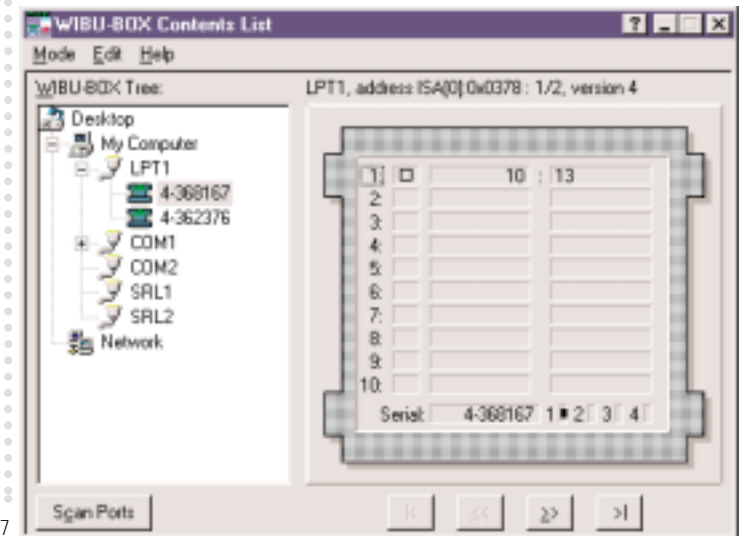 WIBU-BOX Contents List
Mode Edit Help
WIBU-BOX Tree:
LPT1, address ISA[0]:0x0378 : 1/2, version 4
Desktop
My Computer
LPT1
4-368167
4-362376
COM1
COM2
SRL1
SRL2
Network
1: 10 : 13
2:
3:
4:
5:
6:
7:
8:
9:
10:
Serial: 4-368167 1 2 3 4
Scan Ports |< << >> >|
7